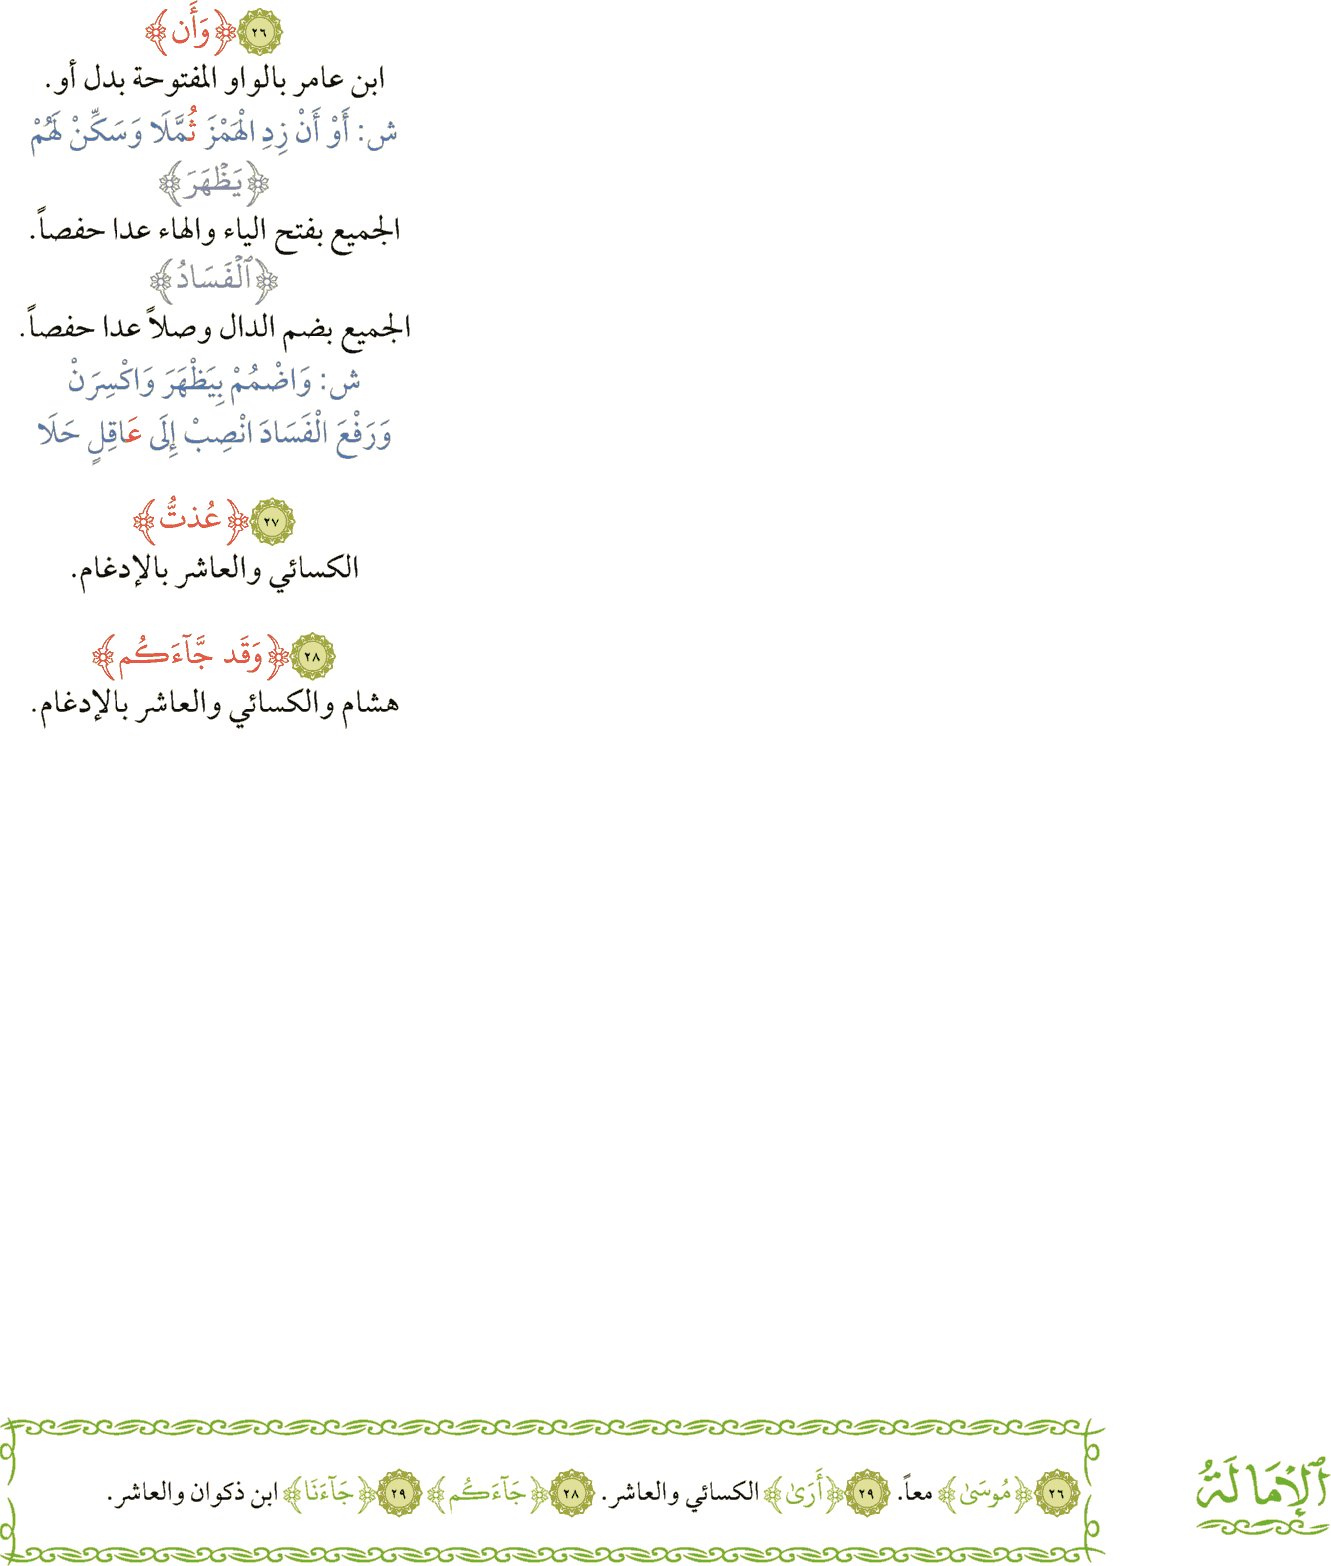 ٢٦ ﴿وَأَن﴾
ابن عامر بالواو المفتوحة بدل أو.
ش: أَوْ أَنْ زِدِ الْهَمْزَ ثُمَّلَا وَسَكِّنْ لَهُمْ
﴿يَظْهَرَ﴾
الجميع بفتح الياء والهاء عدا حفصاً.
﴿ٱلْفَسَادُ﴾
الجميع بضم الدال وصلاً عدا حفصاً.
ش: وَاضْمُمْ بِيَظْهَرَ وَاكْسِرَنْ
وَرَفْعَ الْفَسَادَ انْصِبْ إِلَى عَاقِلٍ حَلَا
٢٧ ﴿عُذتُّ﴾
الكسائي والعاشر بالإدغام.
٢٨ ﴿وَقَد جَّآءَكُم﴾
هشام والكسائي والعاشر بالإدغام.
ٱلْإِمَالَةُ
٢٦ ﴿مُوسَىٰ﴾ معاً. ٢٩ ﴿أَرَىٰ﴾ الكسائي والعاشر. ٢٨ ﴿جَآءَكُم﴾ ٢٩ ﴿جَآءَنَا﴾ ابن ذكوان والعاشر.